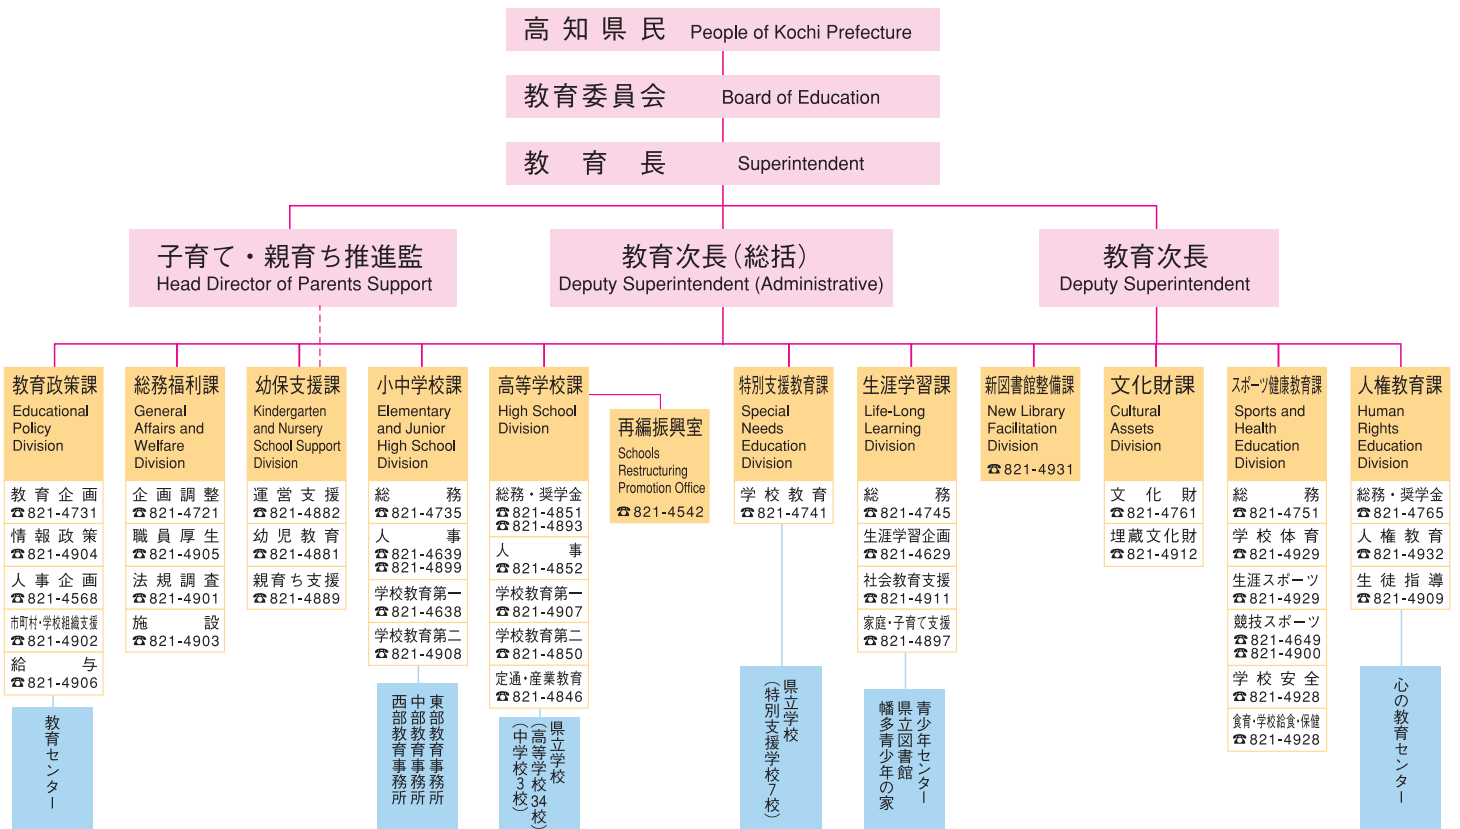 高知県民 People of Kochi Prefecture
教育委員会 Board of Education
教育長 Superintendent
子育て・親育ち推進監
Head Director of Parents Support
教育次長（総括）
Deputy Superintendent (Administrative)
教育次長
Deputy Superintendent
教育政策課
Educational
Policy
Division
教育企画
☎821-4731
情報政策
☎821-4904
人事企画
☎821-4568
市町村・学校組織支援
☎821-4902
給与
☎821-4906
教育センター
総務福利課
General
Affairs and
Welfare
Division
企画調整
☎821-4721
職員厚生
☎821-4905
法規調査
☎821-4901
施設
☎821-4903
幼保支援課
Kindergarten
and Nursery
School Support
Division
運営支援
☎821-4882
幼児教育
☎821-4881
親育ち支援
☎821-4889
小中学校課
Elementary
and Junior
High School
Division
総務
☎821-4735
人事
☎821-4639
☎821-4899
学校教育第一
☎821-4638
学校教育第二
☎821-4908
東部教育事務所
中部教育事務所
西部教育事務所
高等学校課
High School
Division
総務・奨学金
☎821-4851
☎821-4893
人事
☎821-4852
学校教育第一
☎821-4907
学校教育第二
☎821-4850
定通・産業教育
☎821-4846
県立学校
（高等学校34校）
（中学校3校）
再編振興室
Schools
Restructuring
Promotion Office
☎821-4542
特別支援教育課
Special
Needs
Education
Division
学校教育
☎821-4741
県立学校
（特別支援学校7校）
生涯学習課
Life-Long
Learning
Division
総務
☎821-4745
生涯学習企画
☎821-4629
社会教育支援
☎821-4911
家庭・子育て支援
☎821-4897
青少年センター
県立図書館
幡多青少年の家
新図書館整備課
New Library
Facilitation
Division
☎821-4931
文化財課
Cultural
Assets
Division
文化財
☎821-4761
埋蔵文化財
☎821-4912
スポーツ健康教育課
Sports and
Health
Education
Division
総務
☎821-4751
学校体育
☎821-4929
生涯スポーツ
☎821-4929
競技スポーツ
☎821-4649
☎821-4900
学校安全
☎821-4928
食育・学校給食・保健
☎821-4928
人権教育課
Human
Rights
Education
Division
総務・奨学金
☎821-4765
人権教育
☎821-4932
生徒指導
☎821-4909
心の教育センター